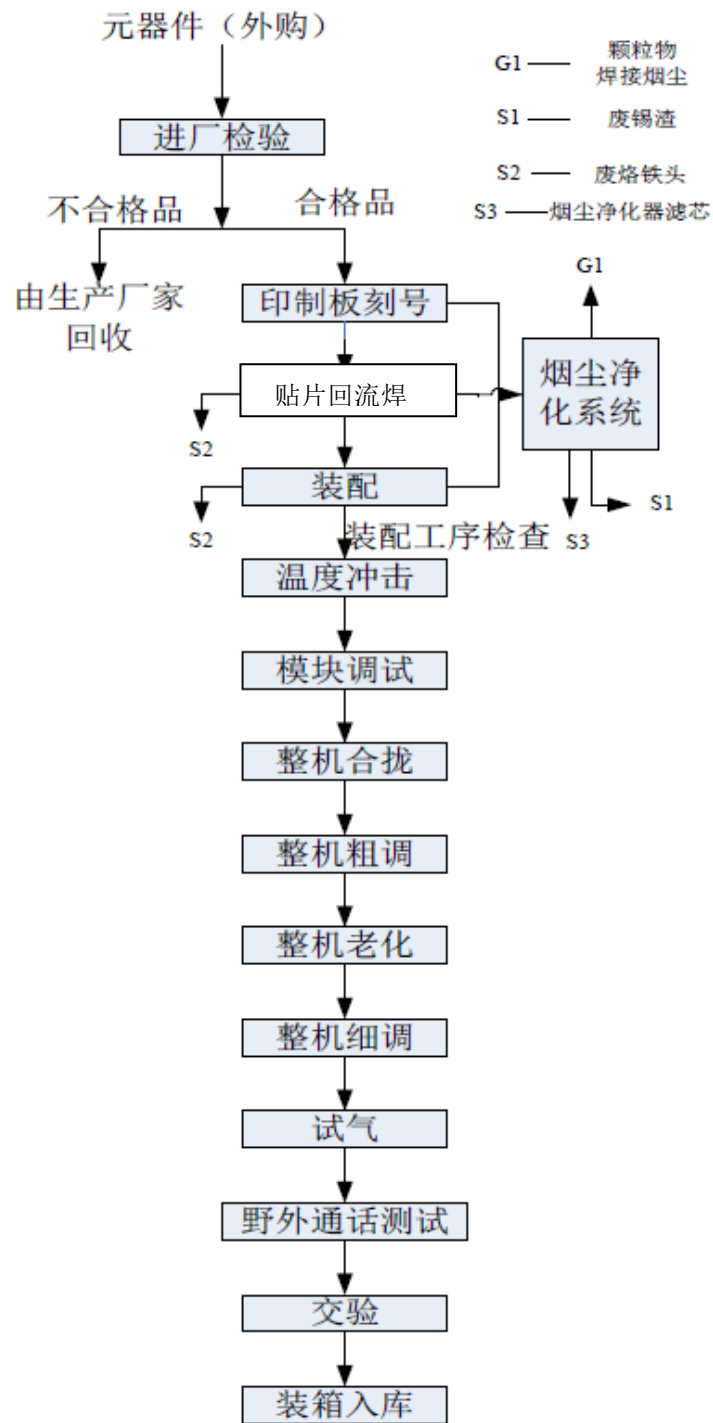 元器件（外购）
G1 — 颗粒物
焊接烟尘
S1 — 废锡渣
进厂检验
S2 — 废烙铁头
不合格品
合格品
S3 — 烟尘净化器滤芯
G1
由生产厂家
回收
印制板刻号
烟尘净
化系统
贴片回流焊
S2
装配
S1
S2
装配工序检查
S3
温度冲击
模块调试
整机合拢
整机粗调
整机老化
整机细调
试气
野外通话测试
交验
装箱入库